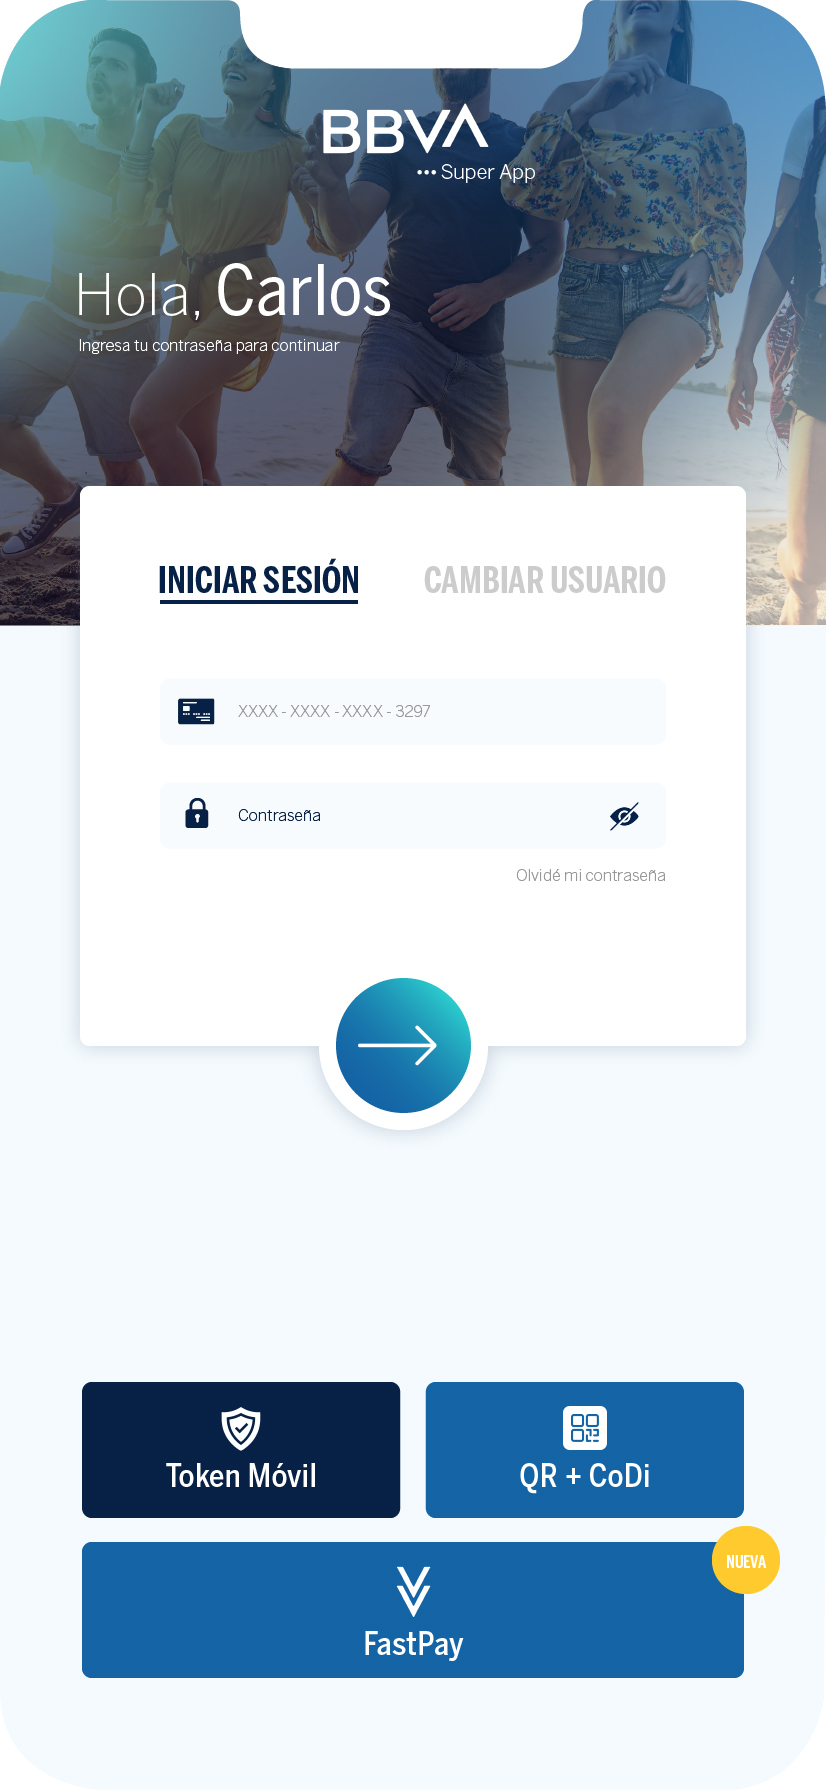 BBVA
••• Super App
Hola, Carlos
Ingresa tu contraseña para continuar
INICIAR SESIÓN CAMBIAR USUARIO
XXXX - XXXX - XXXX - 3297
Contraseña
Olvidé mi contraseña
Token Móvil QR + CoDi
NUEVA
FastPay